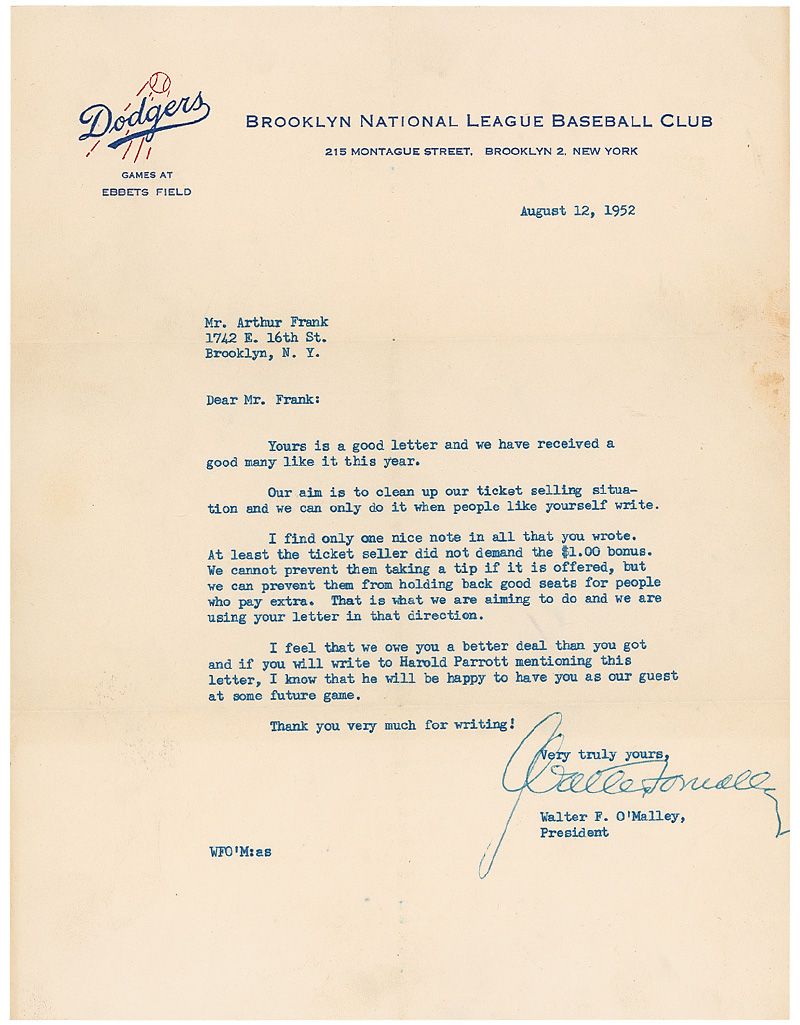 Dodgers
GAMES AT
EBBETS FIELD
BROOKLYN NATIONAL LEAGUE BASEBALL CLUB
215 MONTAGUE STREET, BROOKLYN 2, NEW YORK
August 12, 1952
Mr. Arthur Frank
1742 E. 16th St.
Brooklyn, N. Y.
Dear Mr. Frank:
Yours is a good letter and we have received a
good many like it this year.
Our aim is to clean up our ticket selling situa-
tion and we can only do it when people like yourself write.
I find only one nice note in all that you wrote.
At least the ticket seller did not demand the $1.00 bonus.
We cannot prevent them taking a tip if it is offered, but
we can prevent them from holding back good seats for people
who pay extra. That is what we are aiming to do and we are
using your letter in that direction.
I feel that we owe you a better deal than you got
and if you will write to Harold Parrott mentioning this
letter, I know that he will be happy to have you as our guest
at some future game.
Thank you very much for writing!
Very truly yours,
Walter F O'Malley
Walter F. O'Malley,
President
WFO'M:as